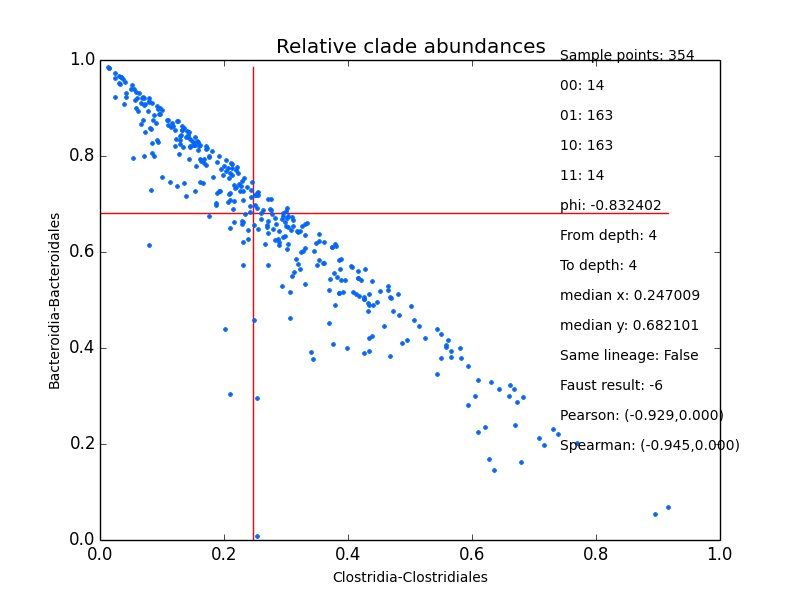 Relative clade abundances
Sample points: 354
00: 14
01: 163
10: 163
11: 14
phi: -0.832402
From depth: 4
To depth: 4
median x: 0.247009
median y: 0.682101
Same lineage: False
Faust result: -6
Pearson: (-0.929,0.000)
Spearman: (-0.945,0.000)
Bacteroidia-Bacteroidales
1.0
0.8
0.6
0.4
0.2
0.0
0.0 0.2 0.4 0.6 0.8 1.0
Clostridia-Clostridiales